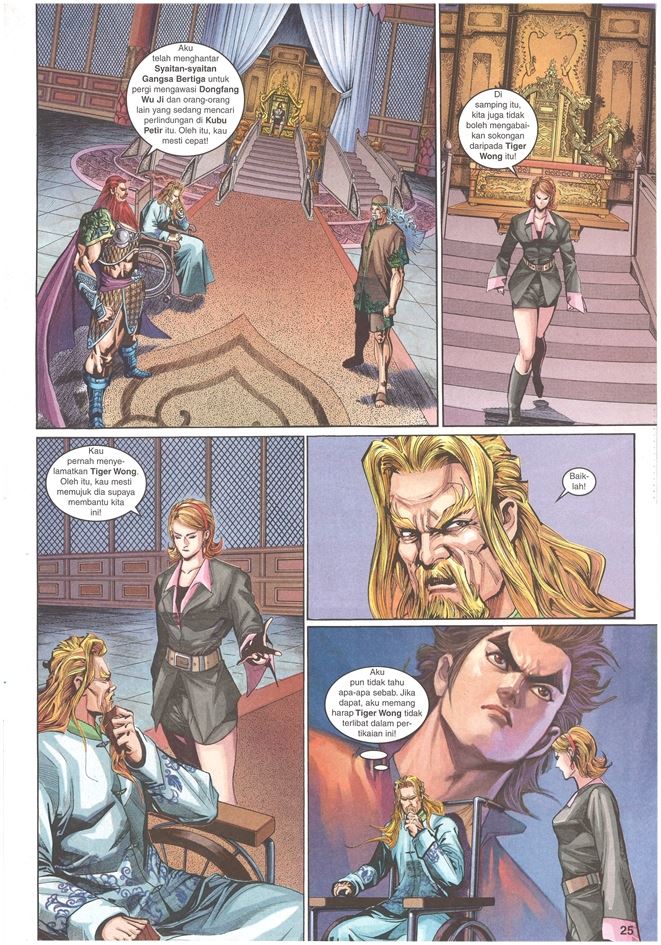 Aku
telah menghantar
Syaitan-syaitan
Gangsa Bertiga untuk
pergi mengawasi Dongfang
Wu Ji dan orang-orang
lain yang sedang mencari
perlindungan di Kubu
Petir itu. Oleh itu, kau
mesti cepat!
Di
samping itu,
kita juga tidak
boleh mengabai-
kan sokongan
daripada Tiger
Wong itu!
Kau
pernah menye-
lamatkan Tiger Wong.
Oleh itu, kau mesti
memujuk dia supaya
membantu kita
ini!
Baik-
lah!
Aku
pun tidak tahu
apa-apa sebab. Jika
dapat, aku memang
harap Tiger Wong tidak
terlibat dalam per-
tikaian ini!
25